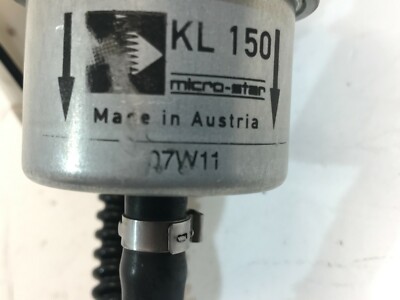 KL 150
micro-star
Made in Austria
07W11